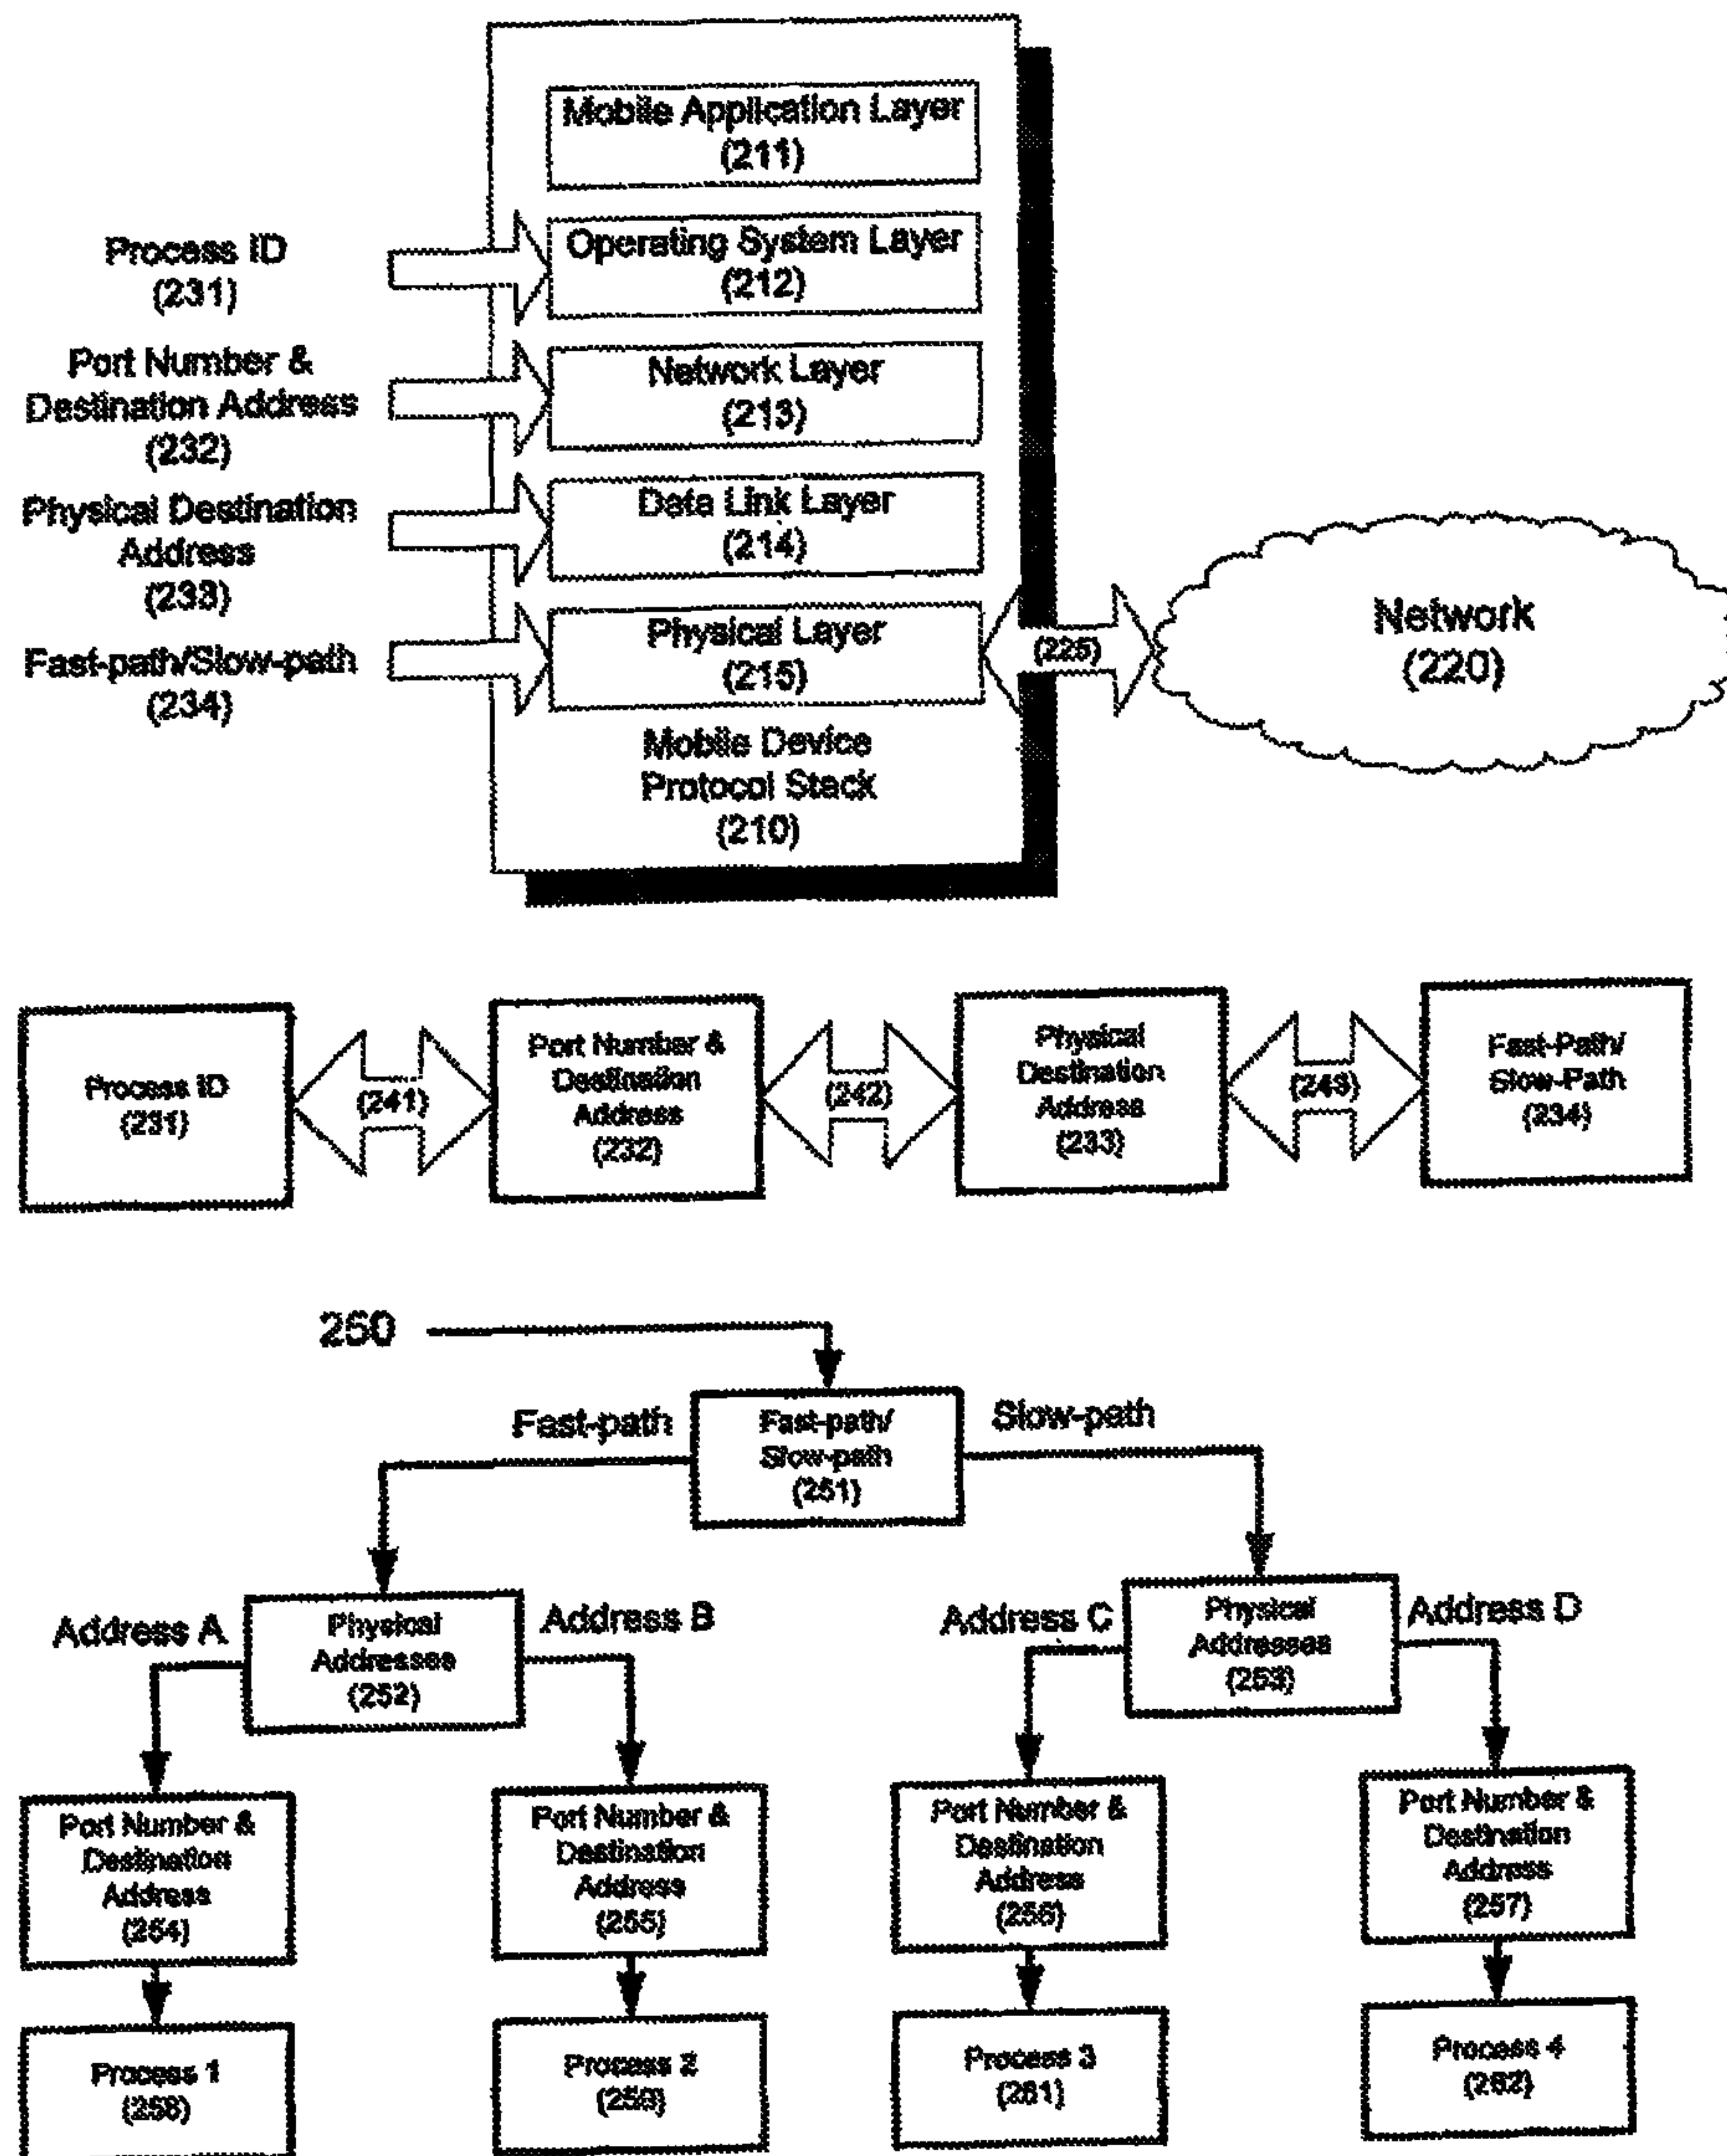 Mobile Application Layer
(211)
Process ID
(231)
Operating System Layer
(212)
Port Number &
Destination Address
(232)
Network Layer
(213)
Physical Destination
Address
(233)
Data Link Layer
(214)
Fast-path/Slow-path
(234)
Physical Layer
(215)
(225)
Network
(220)
Mobile Device
Protocol Stack
(210)
Process ID
(231)
(241)
Port Number &
Destination
Address
(232)
(242)
Physical
Destination
Address
(233)
(243)
Fast-Path/
Slow-Path
(234)
250
Fast-path
Fast-path/
Slow-path
(251)
Slow-path
Address A
Physical
Addresses
(252)
Address B
Address C
Physical
Addresses
(253)
Address D
Port Number &
Destination
Address
(254)
Port Number &
Destination
Address
(255)
Port Number &
Destination
Address
(256)
Port Number &
Destination
Address
(257)
Process 1
(258)
Process 2
(259)
Process 3
(261)
Process 4
(262)